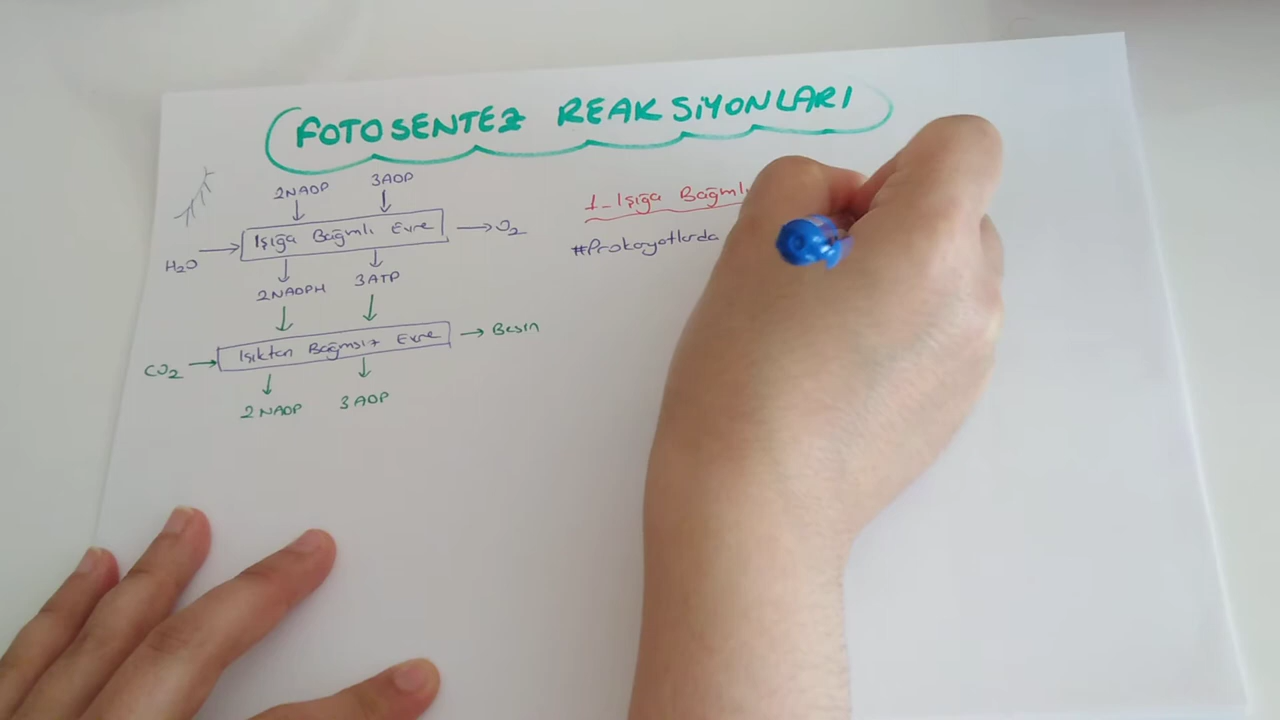 FOTOSENTEZ REAKSİYONLARI
2NADP 3ADP
Işığa Bağımlı Evre
O₂
H₂O
2NADPH 3ATP
Işıktan Bağımsız Evre
Besin
CO₂
2NADP 3ADP
1- Işığa Bağımlı
#Prokaryotlarda